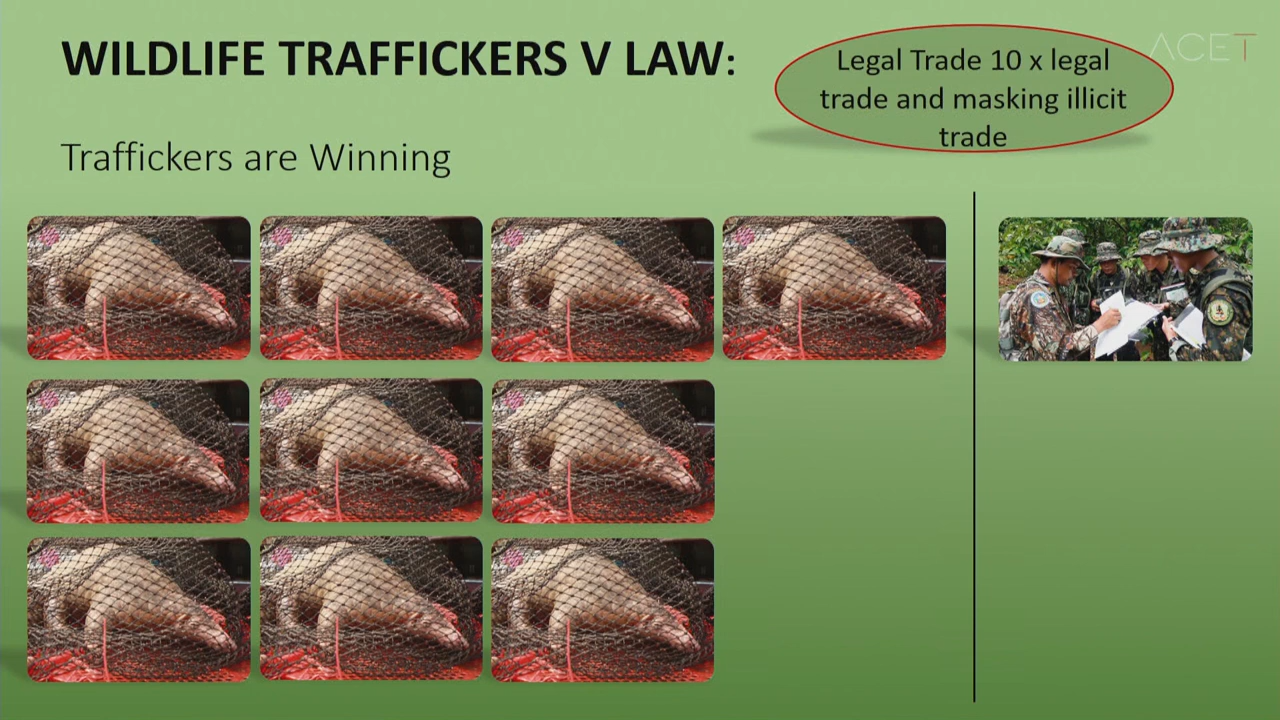 WILDLIFE TRAFFICKERS V LAW:
Legal Trade 10 x legal
trade and masking illicit
trade
ACET
Traffickers are Winning